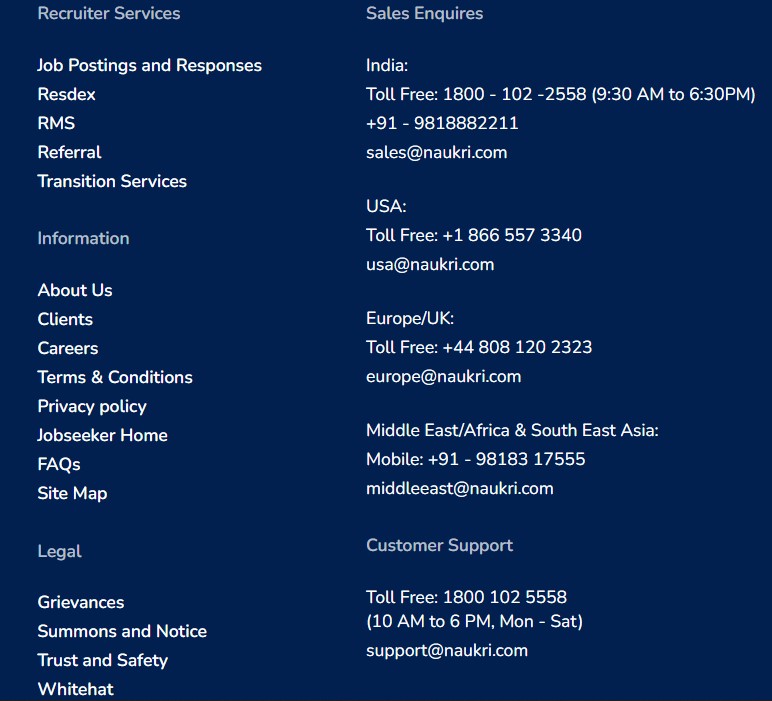 Recruiter Services
Job Postings and Responses
Resdex
RMS
Referral
Transition Services
Information
About Us
Clients
Careers
Terms & Conditions
Privacy policy
Jobseeker Home
FAQs
Site Map
Legal
Grievances
Summons and Notice
Trust and Safety
Whitehat
Sales Enquires
India:
Toll Free: 1800 - 102 -2558 (9:30 AM to 6:30PM)
+91 - 9818882211
sales@naukri.com
USA:
Toll Free: +1 866 557 3340
usa@naukri.com
Europe/UK:
Toll Free: +44 808 120 2323
europe@naukri.com
Middle East/Africa & South East Asia:
Mobile: +91 - 98183 17555
middleeast@naukri.com
Customer Support
Toll Free: 1800 102 5558
(10 AM to 6 PM, Mon - Sat)
support@naukri.com